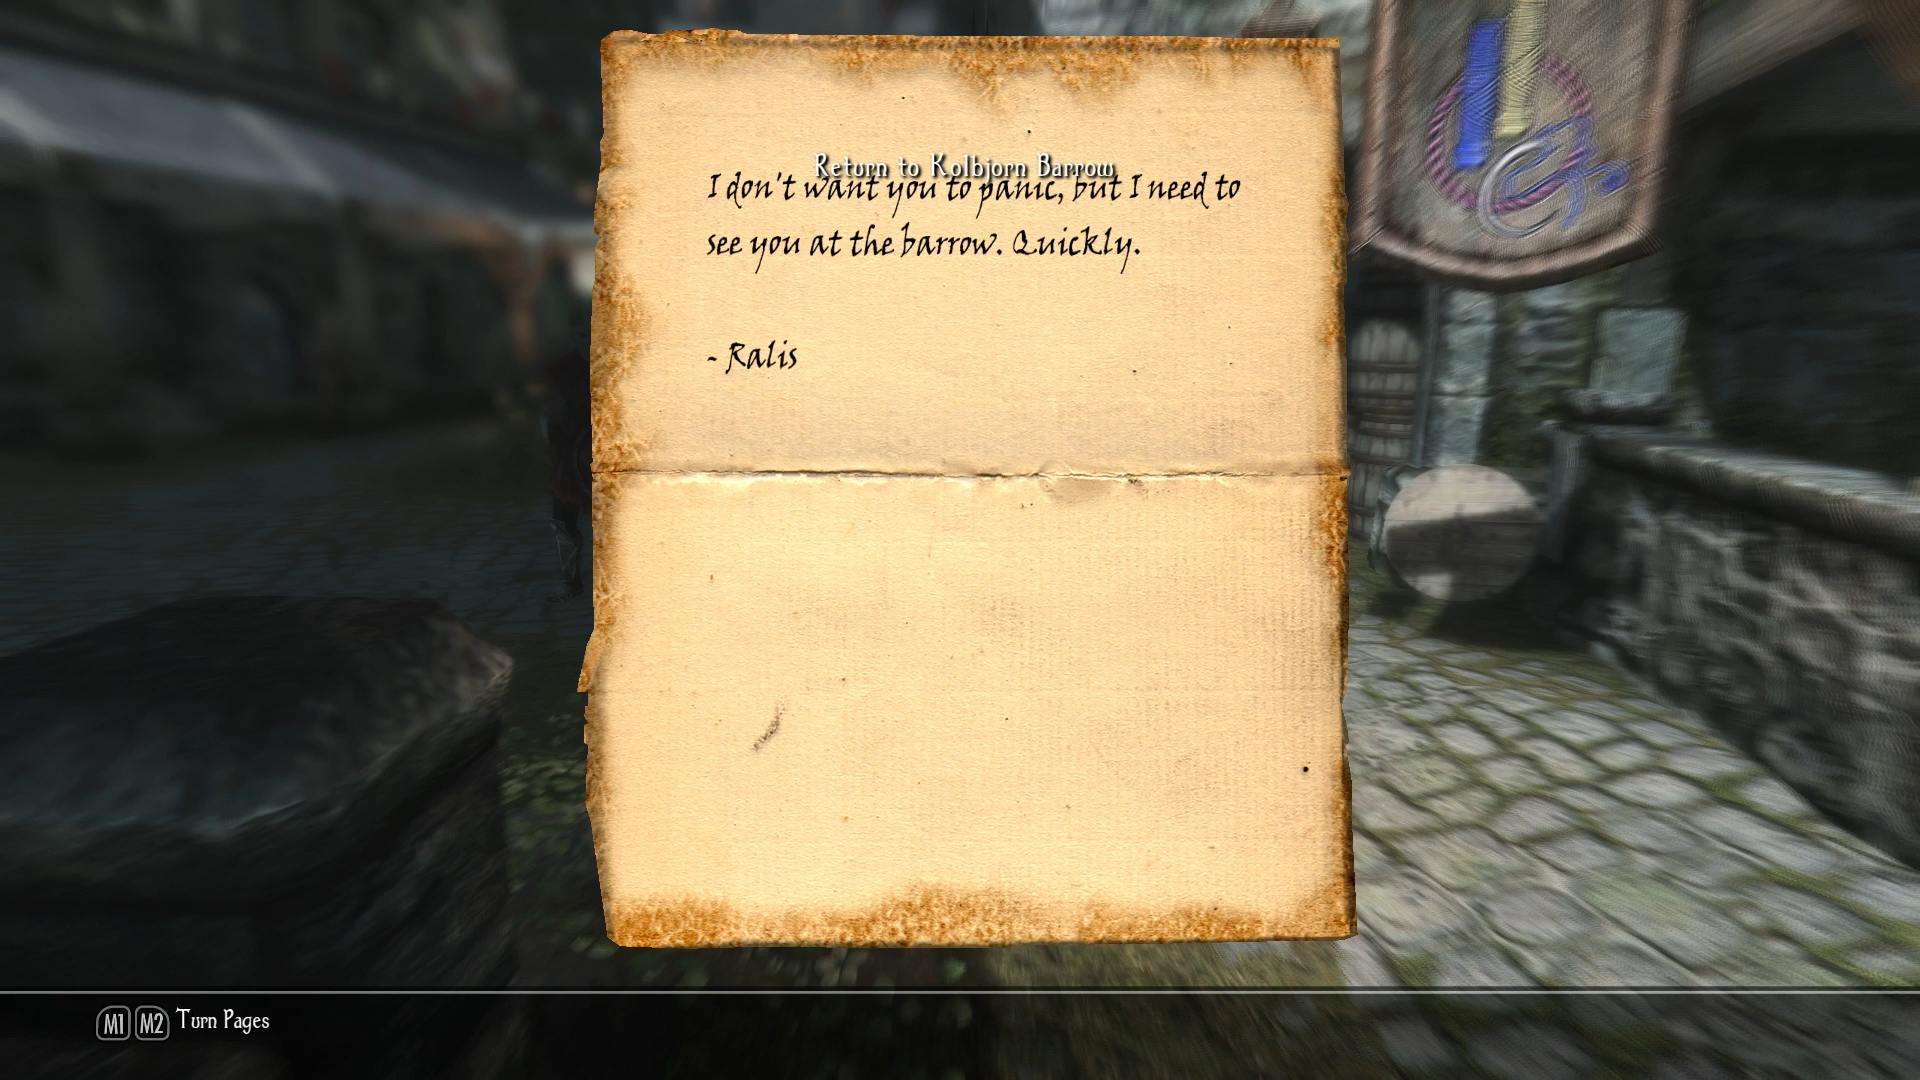 Return to Kolbjorn Barrow
I don't want you to panic, but I need to
see you at the barrow. Quickly.
- Ralis
M1 M2 Turn Pages